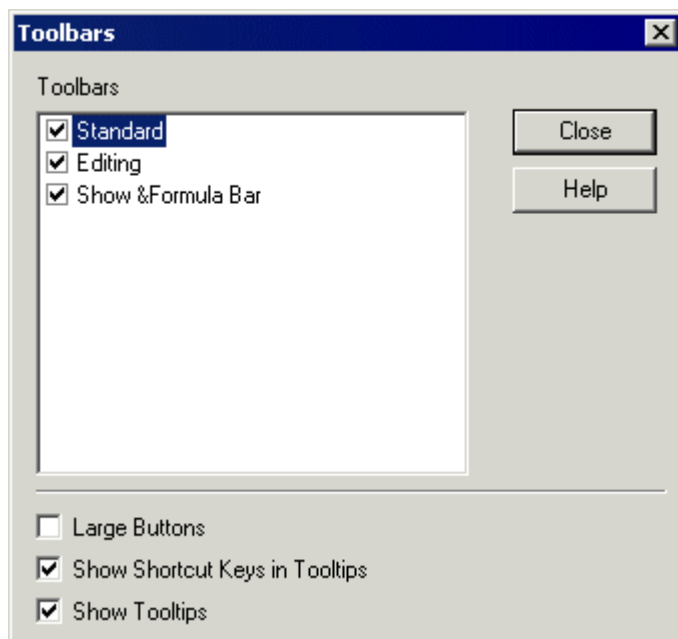 Toolbars
Toolbars
Standard
Editing
Show &Formula Bar
Close
Help
Large Buttons
Show Shortcut Keys in Tooltips
Show Tooltips